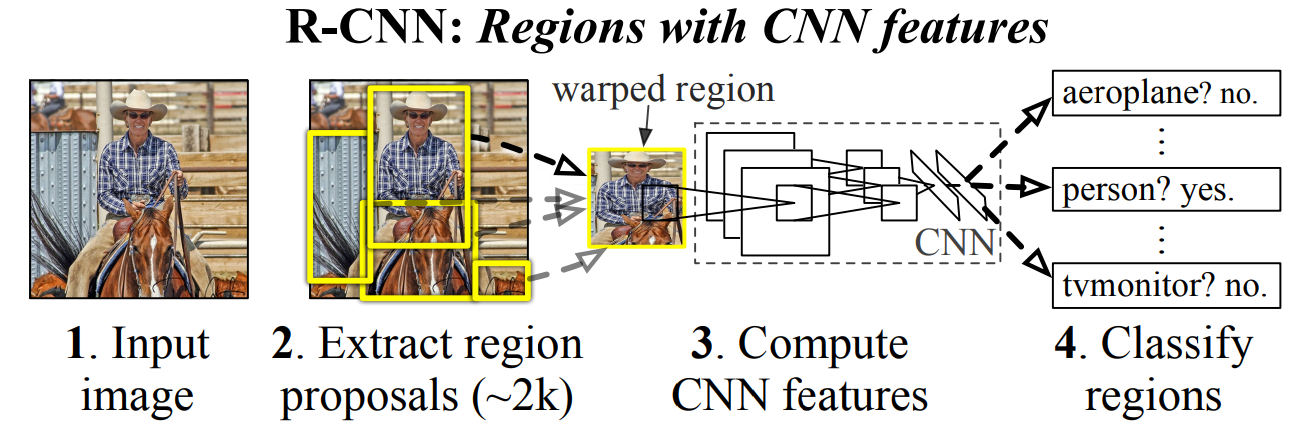 R-CNN: Regions with CNN features
warped region
aeroplane? no.
⋮
person? yes.
⋮
tvmonitor? no.
CNN
1. Input
image
2. Extract region
proposals (~2k)
3. Compute
CNN features
4. Classify
regions